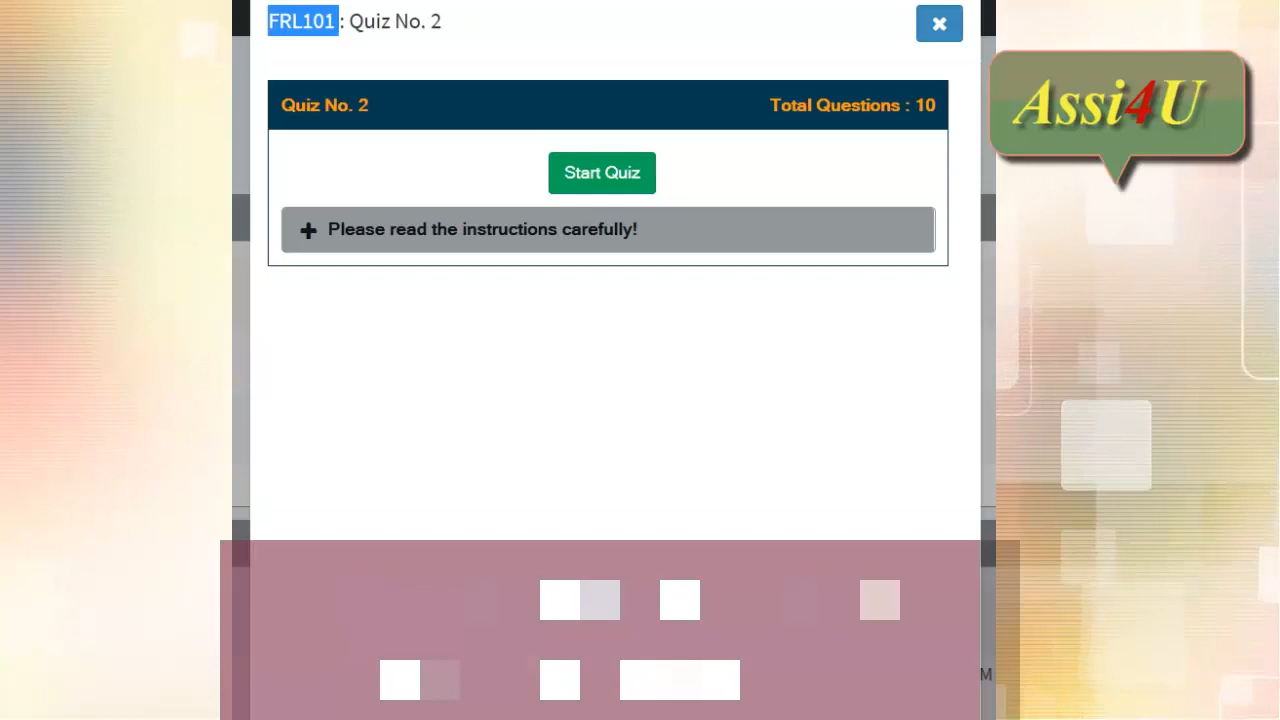 FRL101 : Quiz No. 2
Assi4U
Quiz No. 2 Total Questions : 10
Start Quiz
Please read the instructions carefully!
M